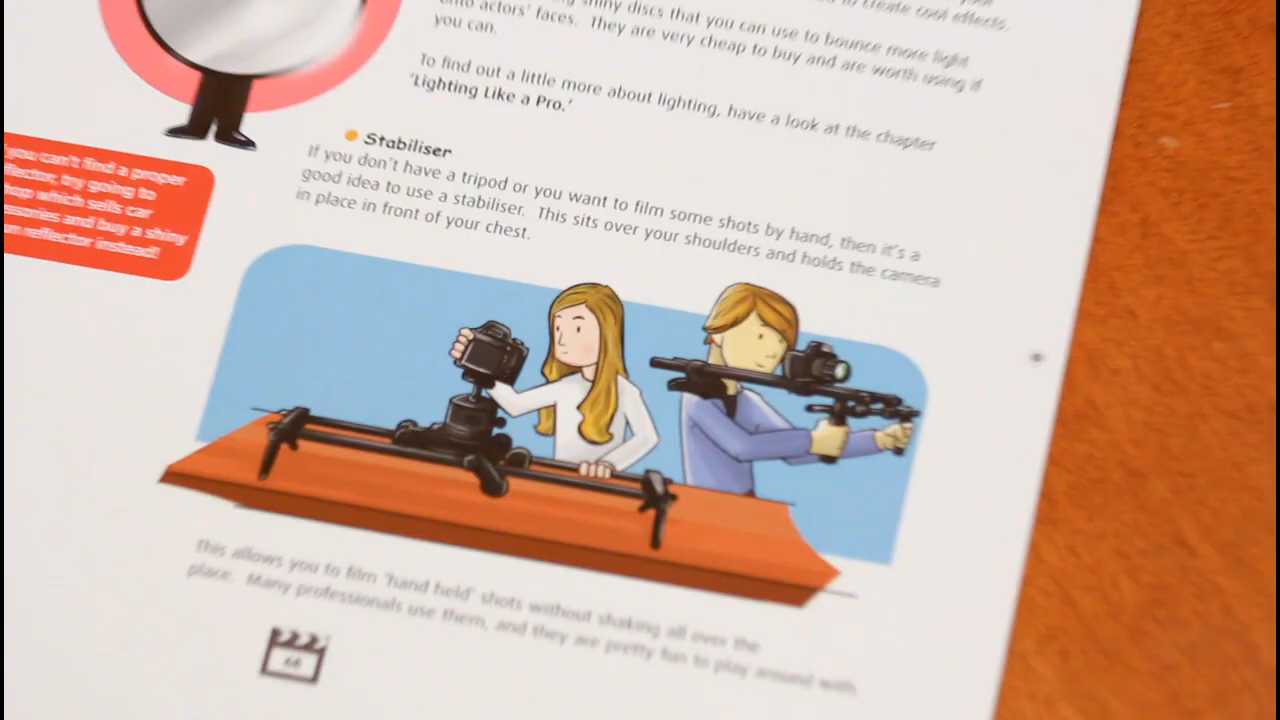 to create cool effects.
shiny discs that you can use to bounce more light
onto actors' faces. They are very cheap to buy and are worth using if
you can.
To find out a little more about lighting, have a look at the chapter
'Lighting Like a Pro.'
Stabiliser
If you don't have a tripod or you want to film some shots by hand, then it's a
good idea to use a stabiliser. This sits over your shoulders and holds the camera
in place in front of your chest.
you can't find a proper
reflector, try going to
shop which sells car
accessories and buy a shiny
sun reflector instead!
This allows you to film 'hand held' shots without shaking all over the
place. Many professionals use them, and they are pretty fun to play around with.
68